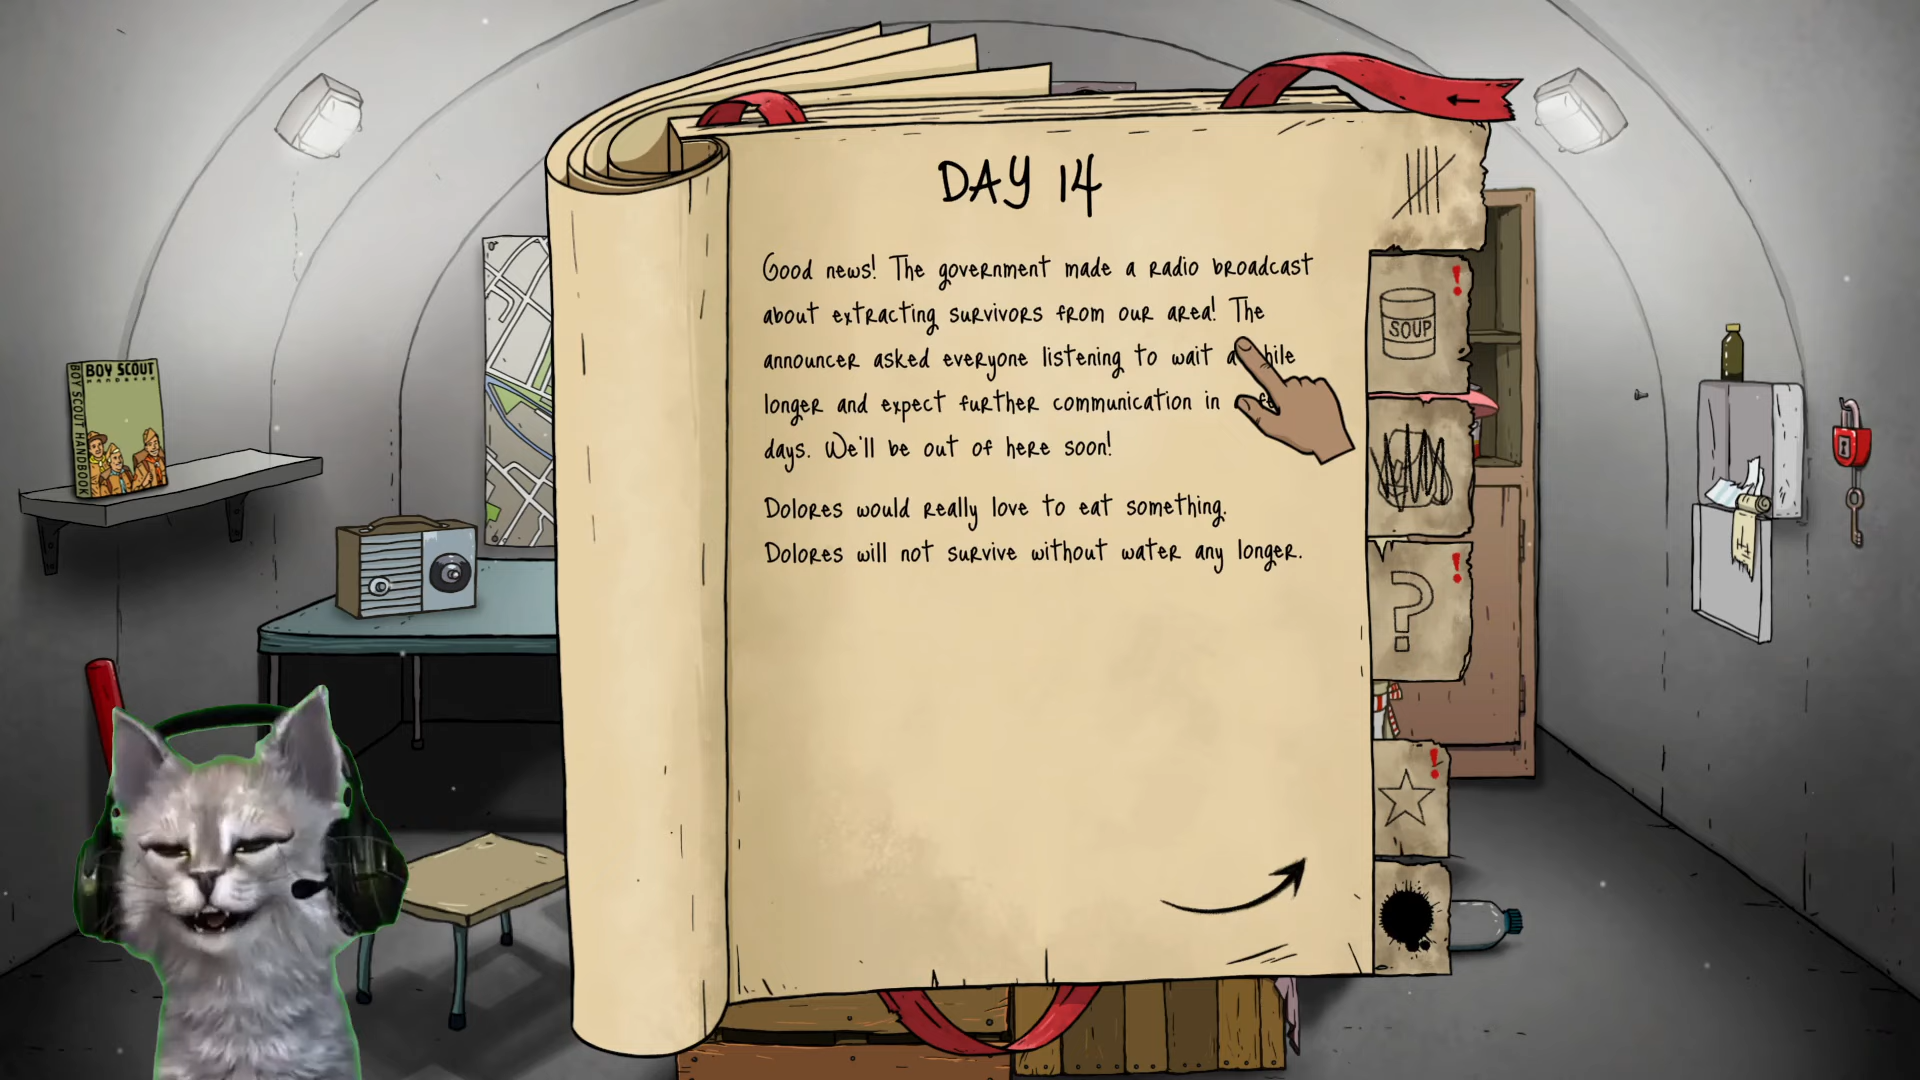 DAY 14
Good news! The government made a radio broadcast
about extracting survivors from our area! The
announcer asked everyone listening to wait
longer and expect further communication in
days. We'll be out of here soon!
Dolores would really love to eat something.
Dolores will not survive without water any longer.
SOUP
BOY SCOUT
HANDBOOK
BOY SCOUT HANDBOOK